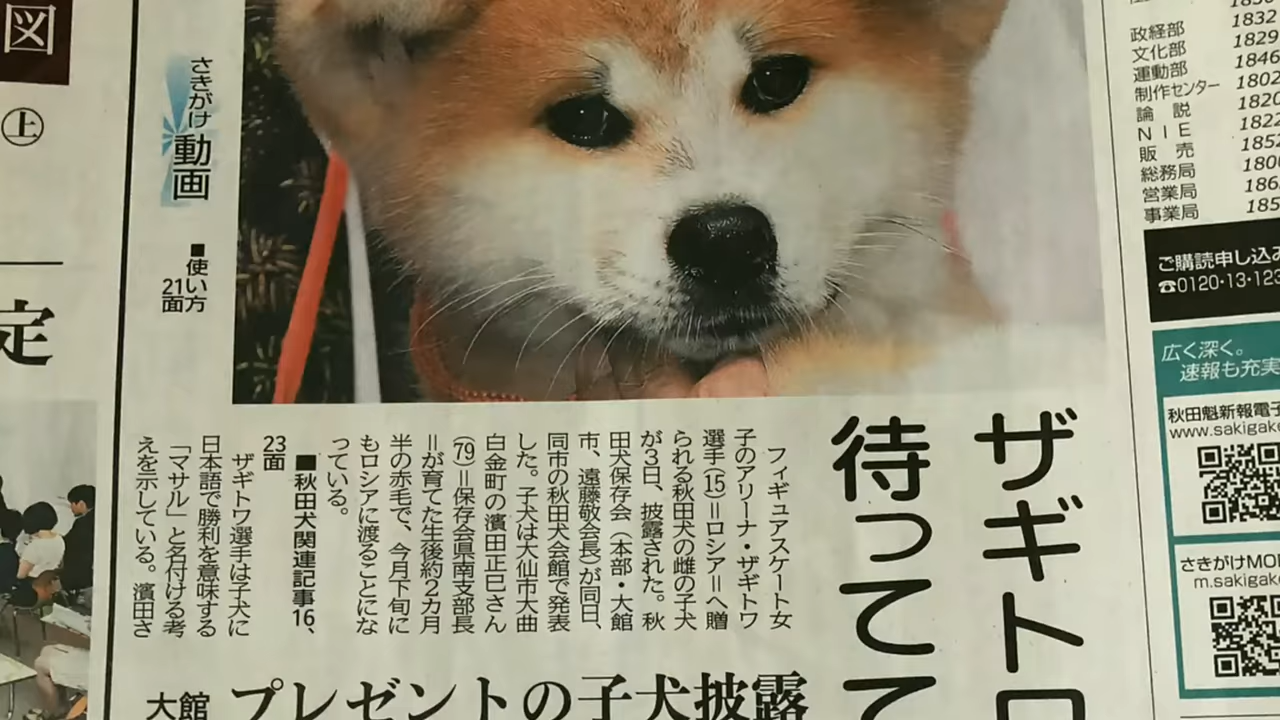 ザギト
待ってて
プレゼントの子犬披露
大館
フィギュアスケート女
子のアリーナ・ザギトワ
選手(15)=ロシア=へ贈
られる秋田犬の雌の子犬
が3日、披露された。秋
田犬保存会(本部・大館
市、遠藤敬会長)が同日、
同市の秋田犬会館で発表
した。子犬は大仙市大曲
白金町の濱田正巳さん
(79)=保存会県南支部長
=が育てた生後約2カ月
半の赤毛で、今月下旬に
もロシアに渡ることにな
っている。
■秋田犬関連記事16、
23面
ザギトワ選手は子犬に
日本語で勝利を意味する
「マサル」と名付ける考
えを示している。濱田さ
さきがけ動画
■使い方
21面
図
上
定
政経部 1832
文化部 1829
運動部 1846
制作センター 1802
論説 1820
NIE 1822
販売 1852
総務局
営業局
事業局
ご購読申し込み
☎0120・13・123
広く深く。
速報も充実
秋田魁新報電子
www.sakigake
さきがけMO
m.sakigake